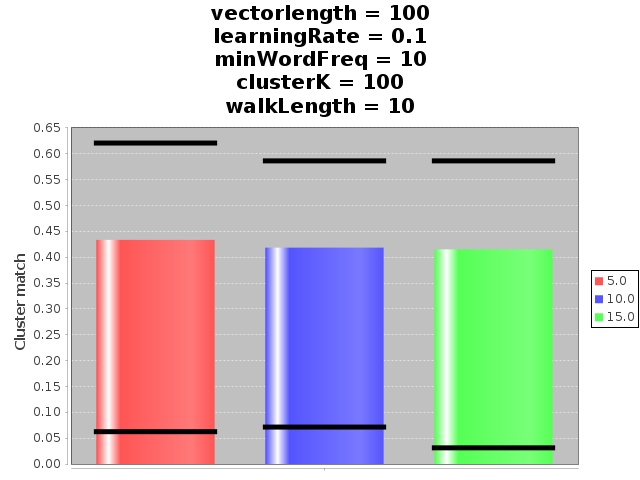 vectorlength = 100
learningRate = 0.1
minWordFreq = 10
clusterK = 100
walkLength = 10
Cluster match
0.65
0.60
0.55
0.50
0.45
0.40
0.35
0.30
0.25
0.20
0.15
0.10
0.05
0.00
5.0
10.0
15.0